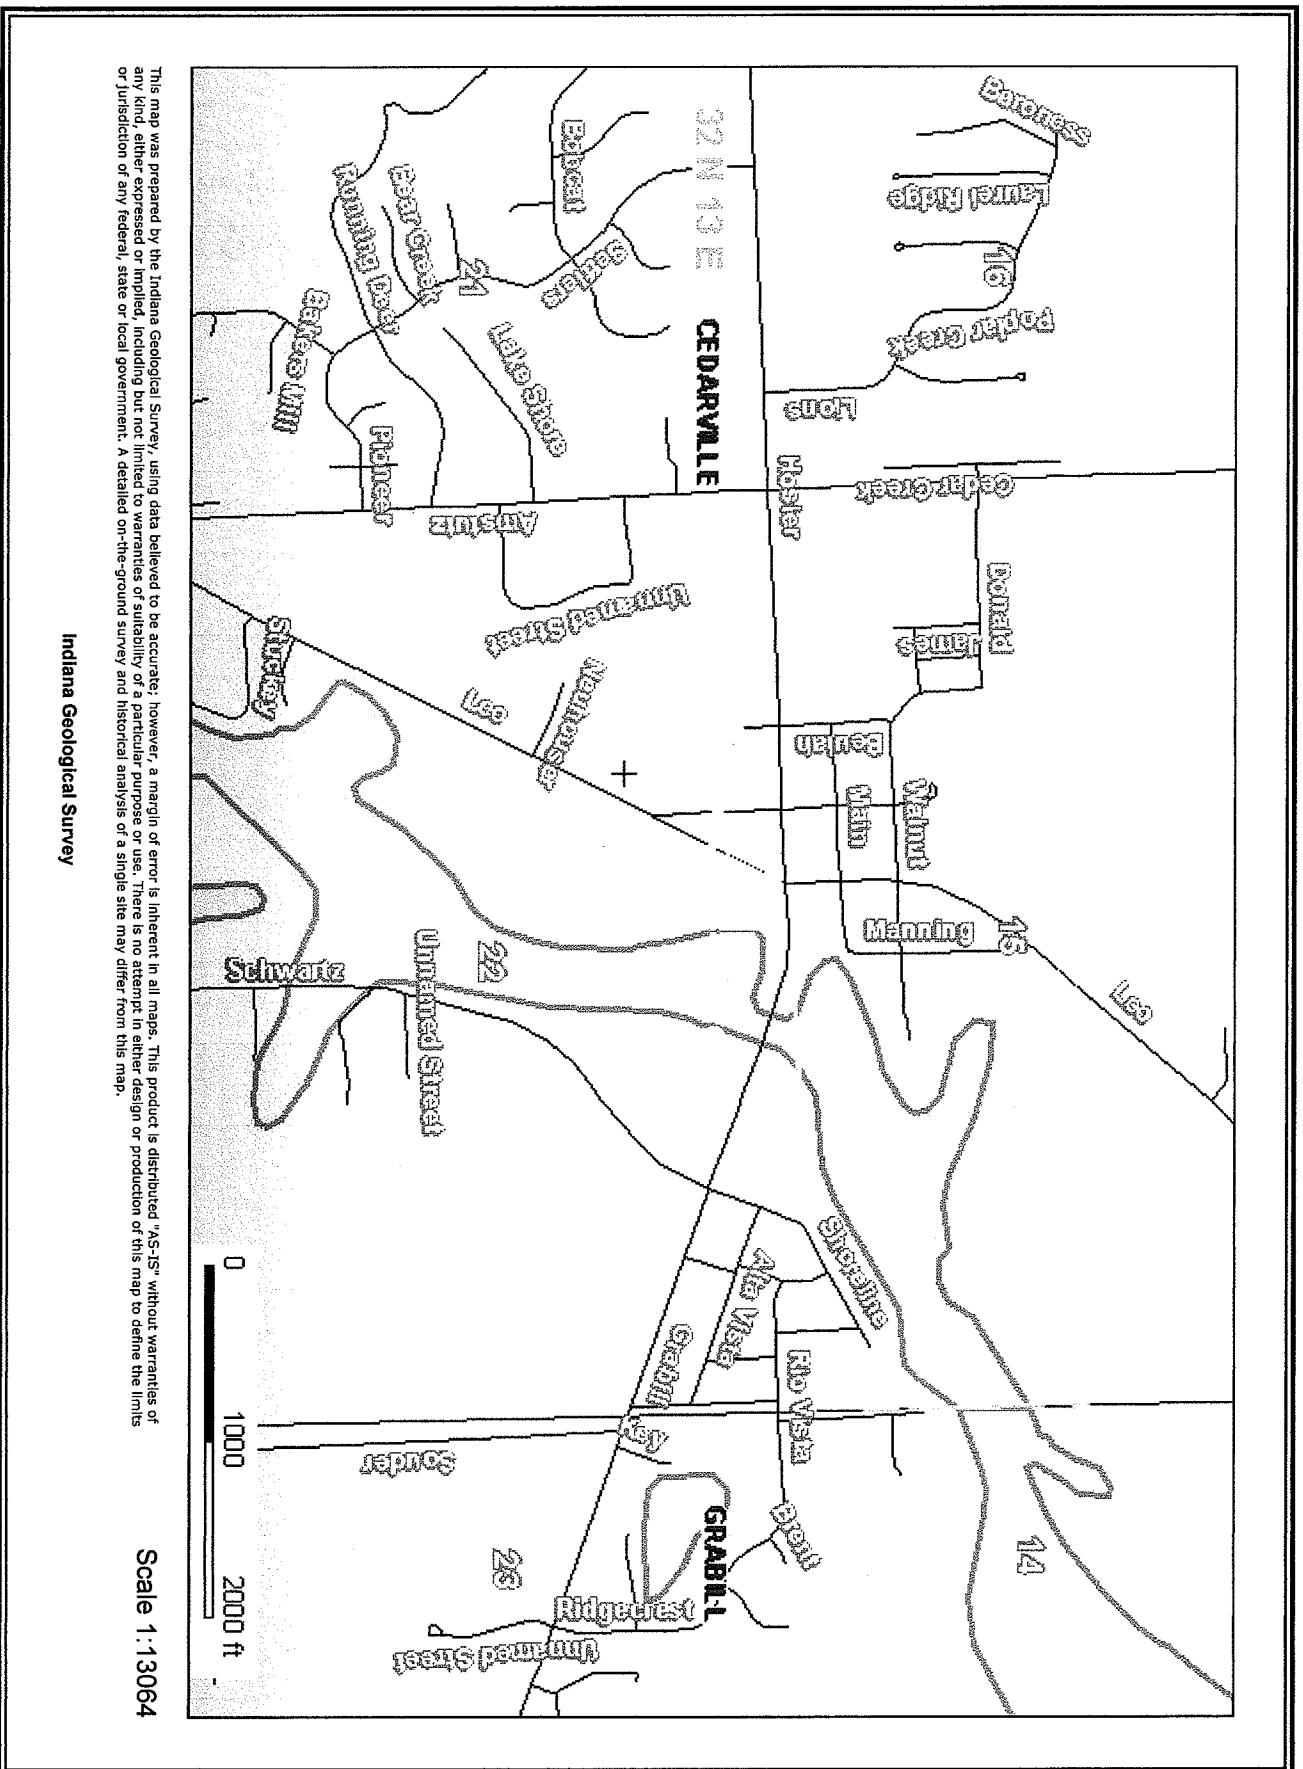 Baroness
Laurel Ridge
16
Poplar Creek
Lions
Cedar Creek
Donald
James
Beulah
Main
Walnut
Manning
15
Leo
14
32 N 13 E
CEDARVILLE
Hosler
Bobcat
Settlers
21
Bear Creek
Running Deer
Lake Shore
Bakers Mill
Pioneer
Amstutz
Unnamed Street
Stuckey
Leo
Neuhouser
22
Schwartz
Unnamed Street
Shoreline
Alta Vista
Grabill
Rio Vista
Key
Souder
GRABILL
Brent
23
Ridgecrest
Unnamed Street
0 1000 2000 ft
Scale 1:13064
This map was prepared by the Indiana Geological Survey, using data believed to be accurate; however, a margin of error is inherent in all maps. This product is distributed "AS-IS" without warranties of
any kind, either expressed or implied, including but not limited to warranties of suitability of a particular purpose or use. There is no attempt in either design or production of this map to define the limits
or jurisdiction of any federal, state or local government. A detailed on-the-ground survey and historical analysis of a single site may differ from this map.
Indiana Geological Survey